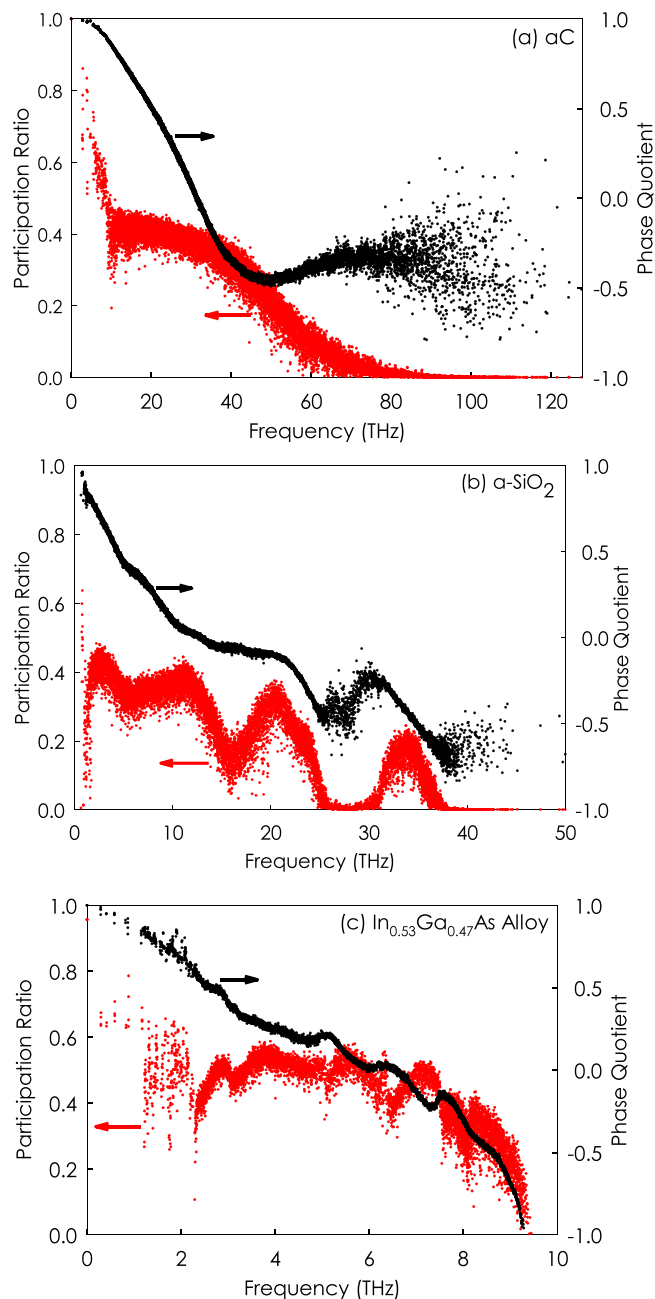 (a) aC
Participation Ratio
1.0
0.8
0.6
0.4
0.2
0.0
1.0
0.5
0.0
-0.5
-1.0
Phase Quotient
0 20 40 60 80 100 120
Frequency (THz)
(b) a-SiO2
Participation Ratio
1.0
0.8
0.6
0.4
0.2
0.0
1.0
0.5
0.0
-0.5
-1.0
Phase Quotient
0 10 20 30 40 50
Frequency (THz)
(c) In0.53Ga0.47As Alloy
Participation Ratio
1.0
0.8
0.6
0.4
0.2
0.0
1.0
0.5
0.0
-0.5
-1.0
Phase Quotient
0 2 4 6 8 10
Frequency (THz)